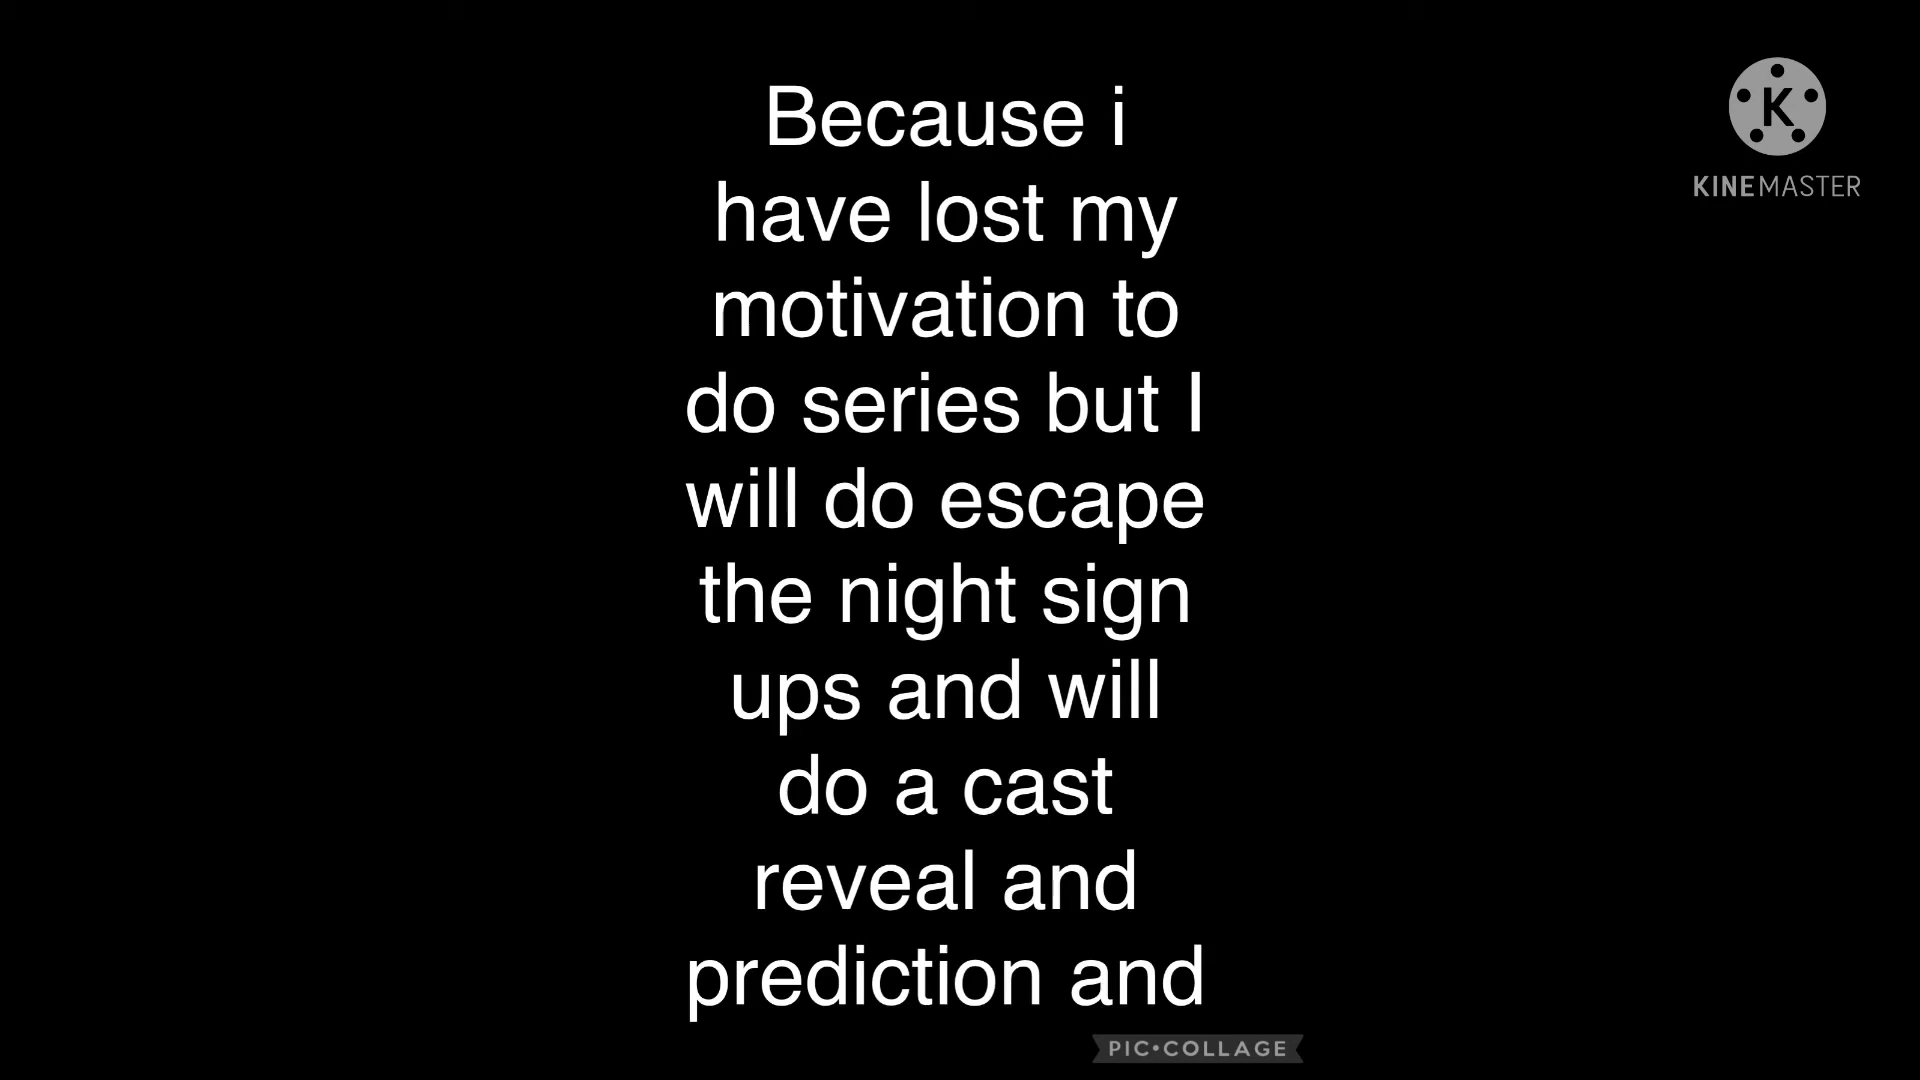 Because i
have lost my
motivation to
do series but I
will do escape
the night sign
ups and will
do a cast
reveal and
prediction and
K
KINEMASTER
PIC•COLLAGE